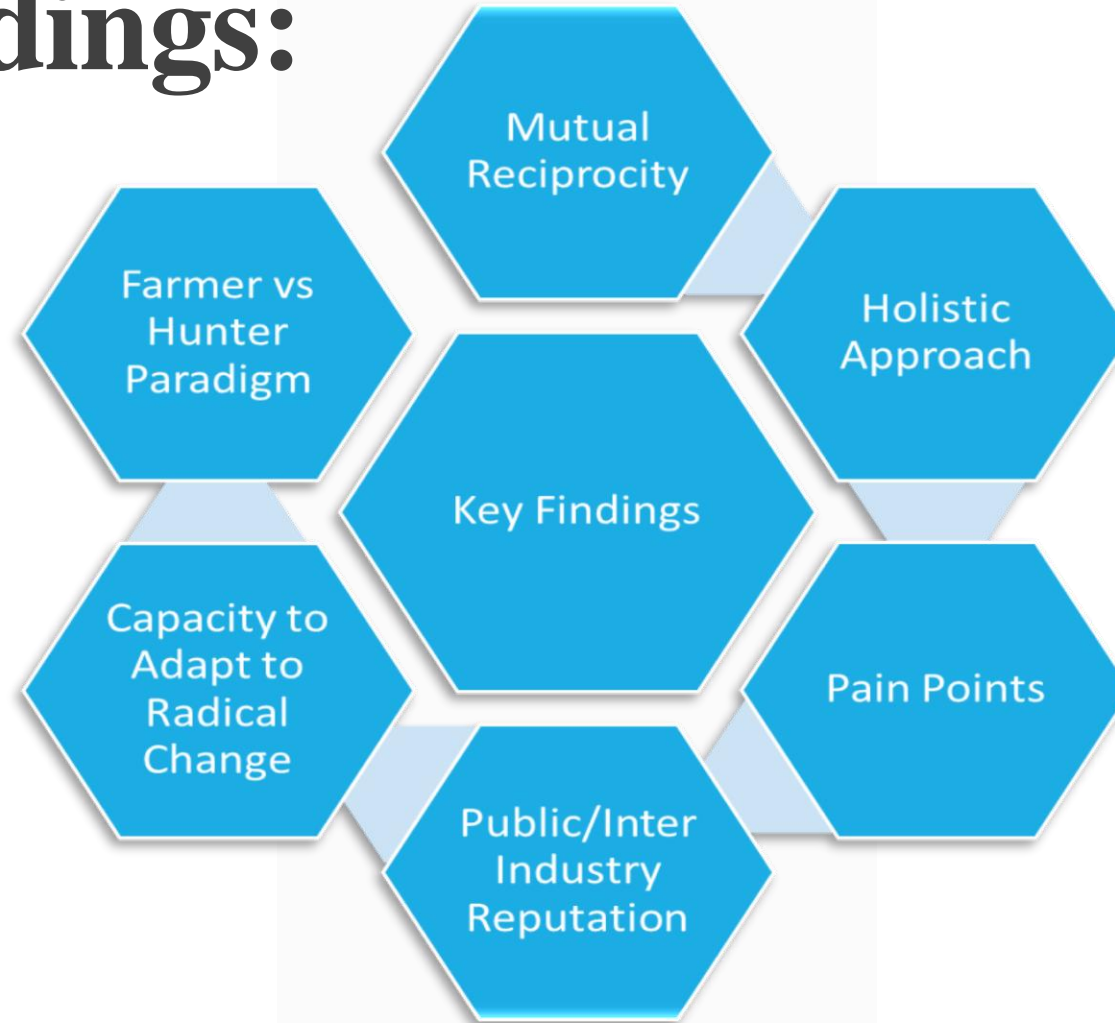 dings:
Mutual
Reciprocity
Holistic
Approach
Pain Points
Public/Inter
Industry
Reputation
Capacity to
Adapt to
Radical
Change
Farmer vs
Hunter
Paradigm
Key Findings